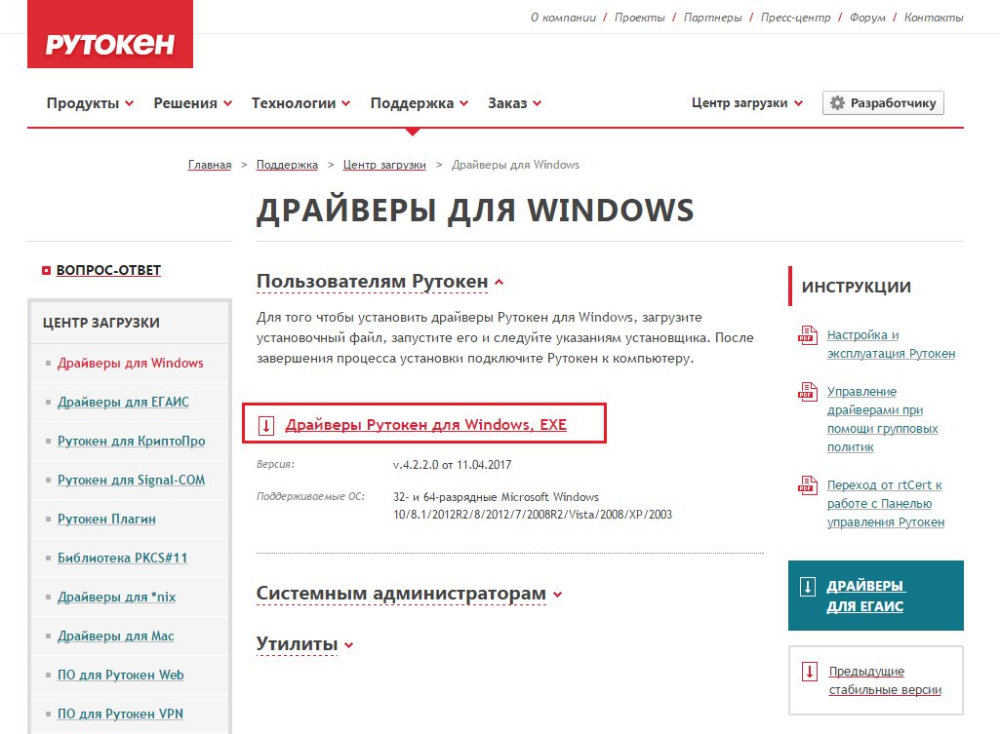 О компании / Проекты / Партнеры / Пресс-центр / Форум / Контакты
РУТОКЕН
Продукты Решения Технологии Поддержка Заказ Центр загрузки Разработчику
Главная > Поддержка > Центр загрузки > Драйверы для Windows
ДРАЙВЕРЫ ДЛЯ WINDOWS
ВОПРОС-ОТВЕТ
ЦЕНТР ЗАГРУЗКИ
Драйверы для Windows
Драйверы для ЕГАИС
Рутокен для КриптоПро
Рутокен для Signal-COM
Рутокен Плагин
Библиотека PKCS#11
Драйверы для *nix
Драйверы для Mac
ПО для Рутокен Web
ПО для Рутокен VPN
Пользователям Рутокен
Для того чтобы установить драйверы Рутокен для Windows, загрузите
установочный файл, запустите его и следуйте указаниям установщика. После
завершения процесса установки подключите Рутокен к компьютеру.
Драйверы Рутокен для Windows, EXE
Версия: v.4.2.2.0 от 11.04.2017
Поддерживаемые ОС: 32- и 64-разрядные Microsoft Windows
10/8.1/2012R2/8/2012/7/2008R2/Vista/2008/XP/2003
Системным администраторам
Утилиты
ИНСТРУКЦИИ
PDF Настройка и
эксплуатация Рутокен
PDF Управление
драйверами при
помощи групповых
политик
PDF Переход от rtCert к
работе с Панелью
управления Рутокен
ДРАЙВЕРЫ
ДЛЯ ЕГАИС
Предыдущие
стабильные версии